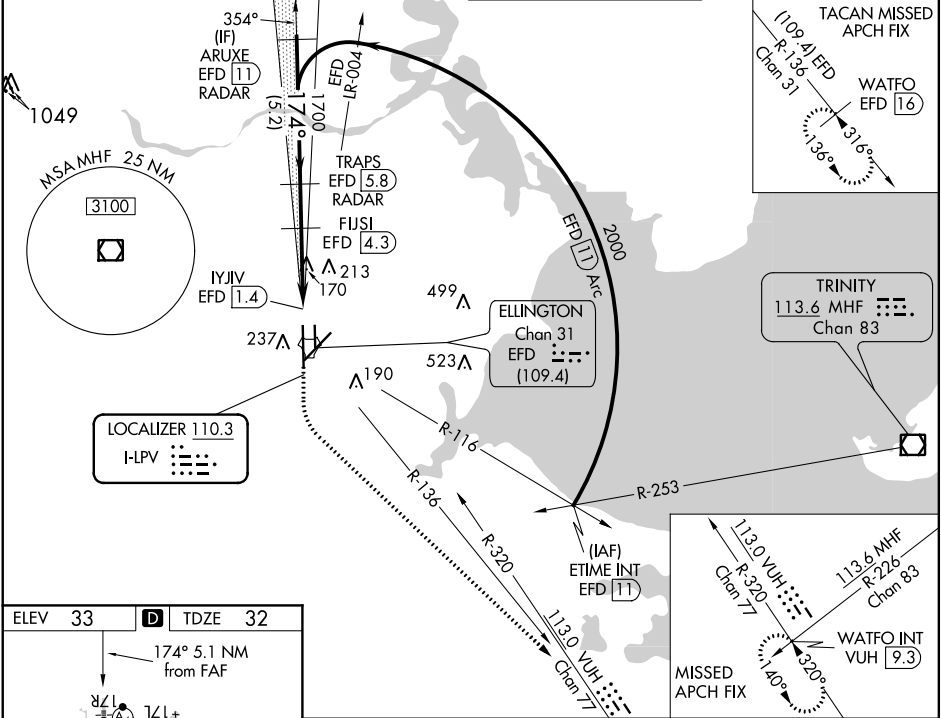 354°
(IF)
ARUXE
EFD 11
RADAR
1049
174°
(5.2)
1700
EFD
LR-004
TRAPS
EFD 5.8
RADAR
FIJSI
EFD 4.3
213
170
IYJIV
EFD 1.4
MSA MHF 25 NM
3100
237
499
523
190
ELLINGTON
Chan 31
EFD
(109.4)
EFD 11 Arc
2000
LOCALIZER 110.3
I-LPV
R-116
R-136
R-320
R-253
(IAF)
ETIME INT
EFD 11
113.0 VUH
Chan 77
TRINITY
113.6 MHF
Chan 83
TACAN MISSED
APCH FIX
(109.4) EFD
R-136
Chan 31
WATFO
EFD 16
136°
316°
113.0 VUH
R-320
Chan 77
113.6 MHF
R-226
Chan 83
WATFO INT
VUH 9.3
140°
320°
MISSED
APCH FIX
ELEV 33
D
TDZE 32
174° 5.1 NM
from FAF
17R
17L
A